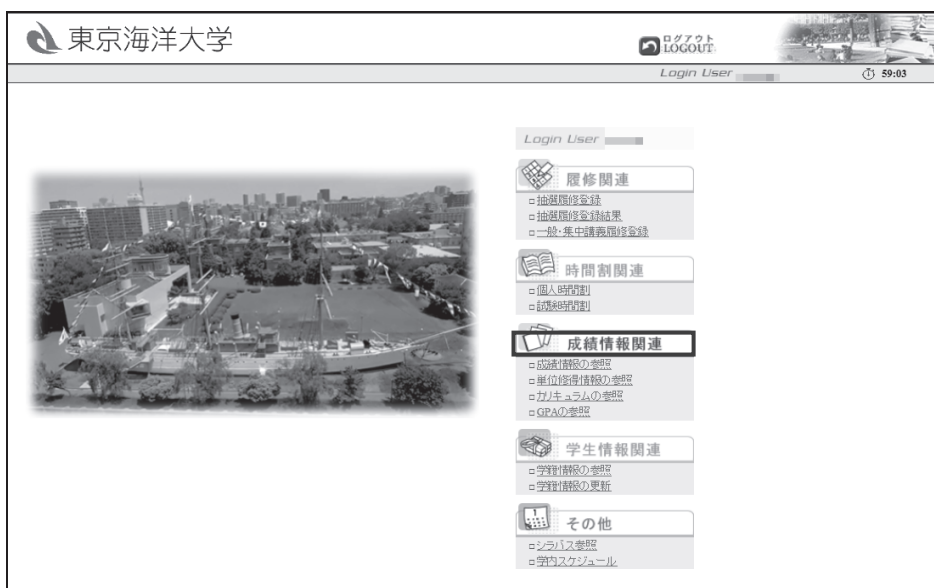 東京海洋大学
ログアウト
LOGOUT
Login User
59:03
Login User
履修関連
抽選履修登録
抽選履修登録結果
一般・集中講義履修登録
時間割関連
個人時間割
試験時間割
成績情報関連
成績情報の参照
単位修得情報の参照
カリキュラムの参照
GPAの参照
学生情報関連
学籍情報の参照
学籍情報の更新
その他
シラバス参照
学内スケジュール